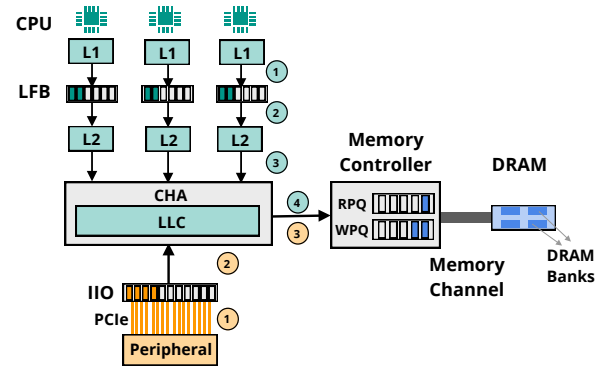 CPU
L1 L1 L1
1
LFB
2
L2 L2 L2
3
Memory
Controller
DRAM
CHA
LLC
4
3
RPQ
WPQ
DRAM
Banks
Memory
Channel
2
IIO
PCIe
1
Peripheral